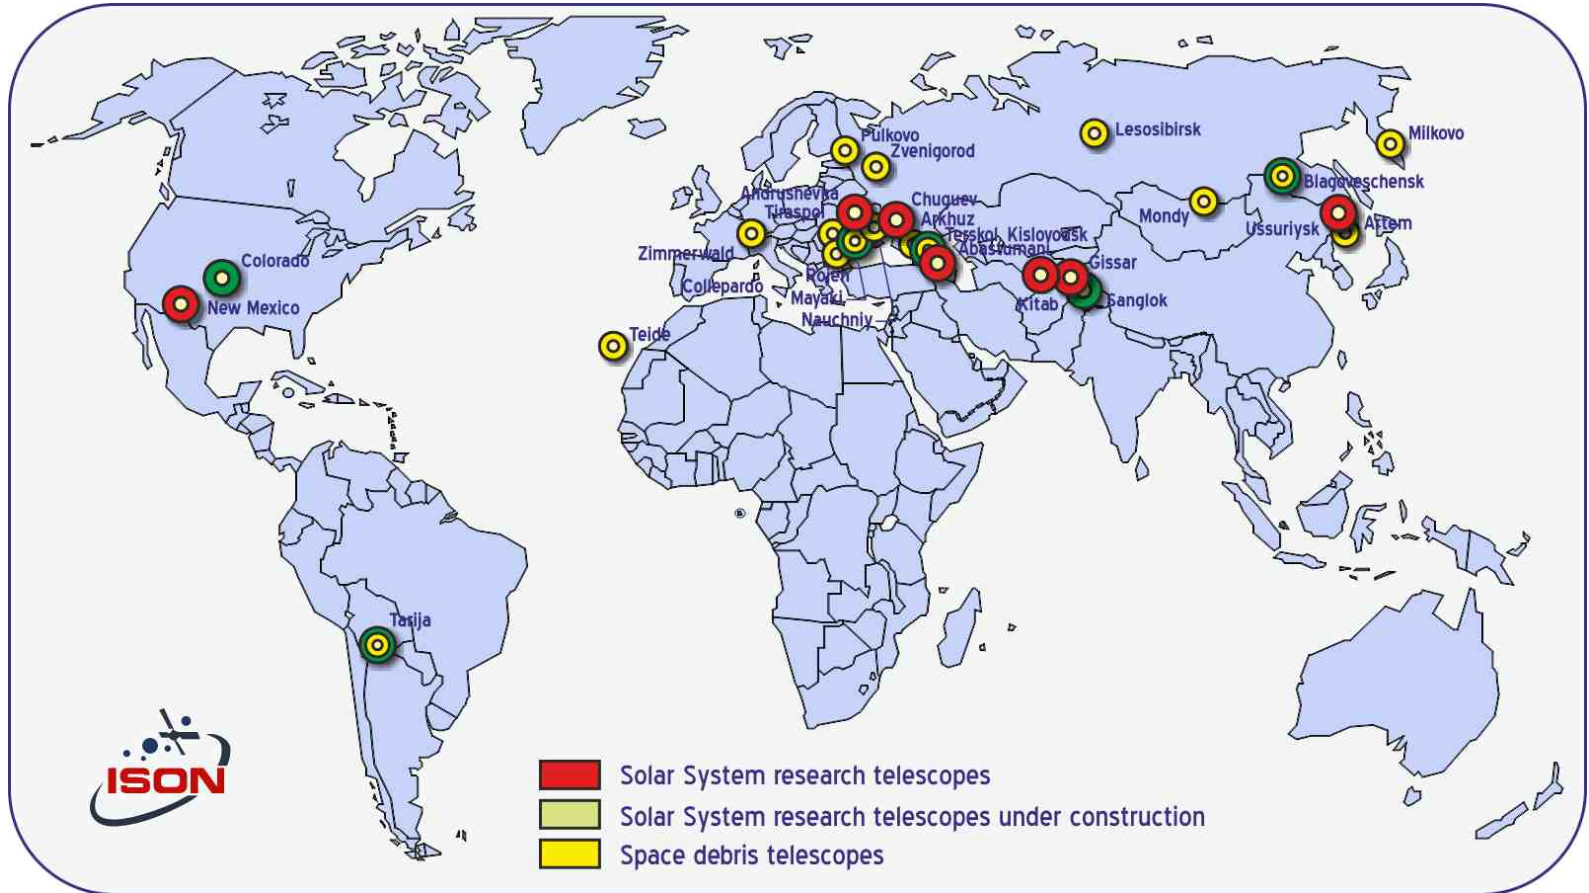 Pulkovo
Zvenigorod
Lesosibirsk
Milkovo
Blagoveschensk
Andrushevka
Chuguev
Tiraspol
Arkhuz
Mondy
Ussuriysk
Artem
Terskol Kislovodsk
Zimmerwald
Abastumani
Colorado
Gissar
Rojen
Collepardo
Mayaki
Kitab
Sanglok
New Mexico
Nauchniy
Teide
Tarija
ISON
Solar System research telescopes
Solar System research telescopes under construction
Space debris telescopes